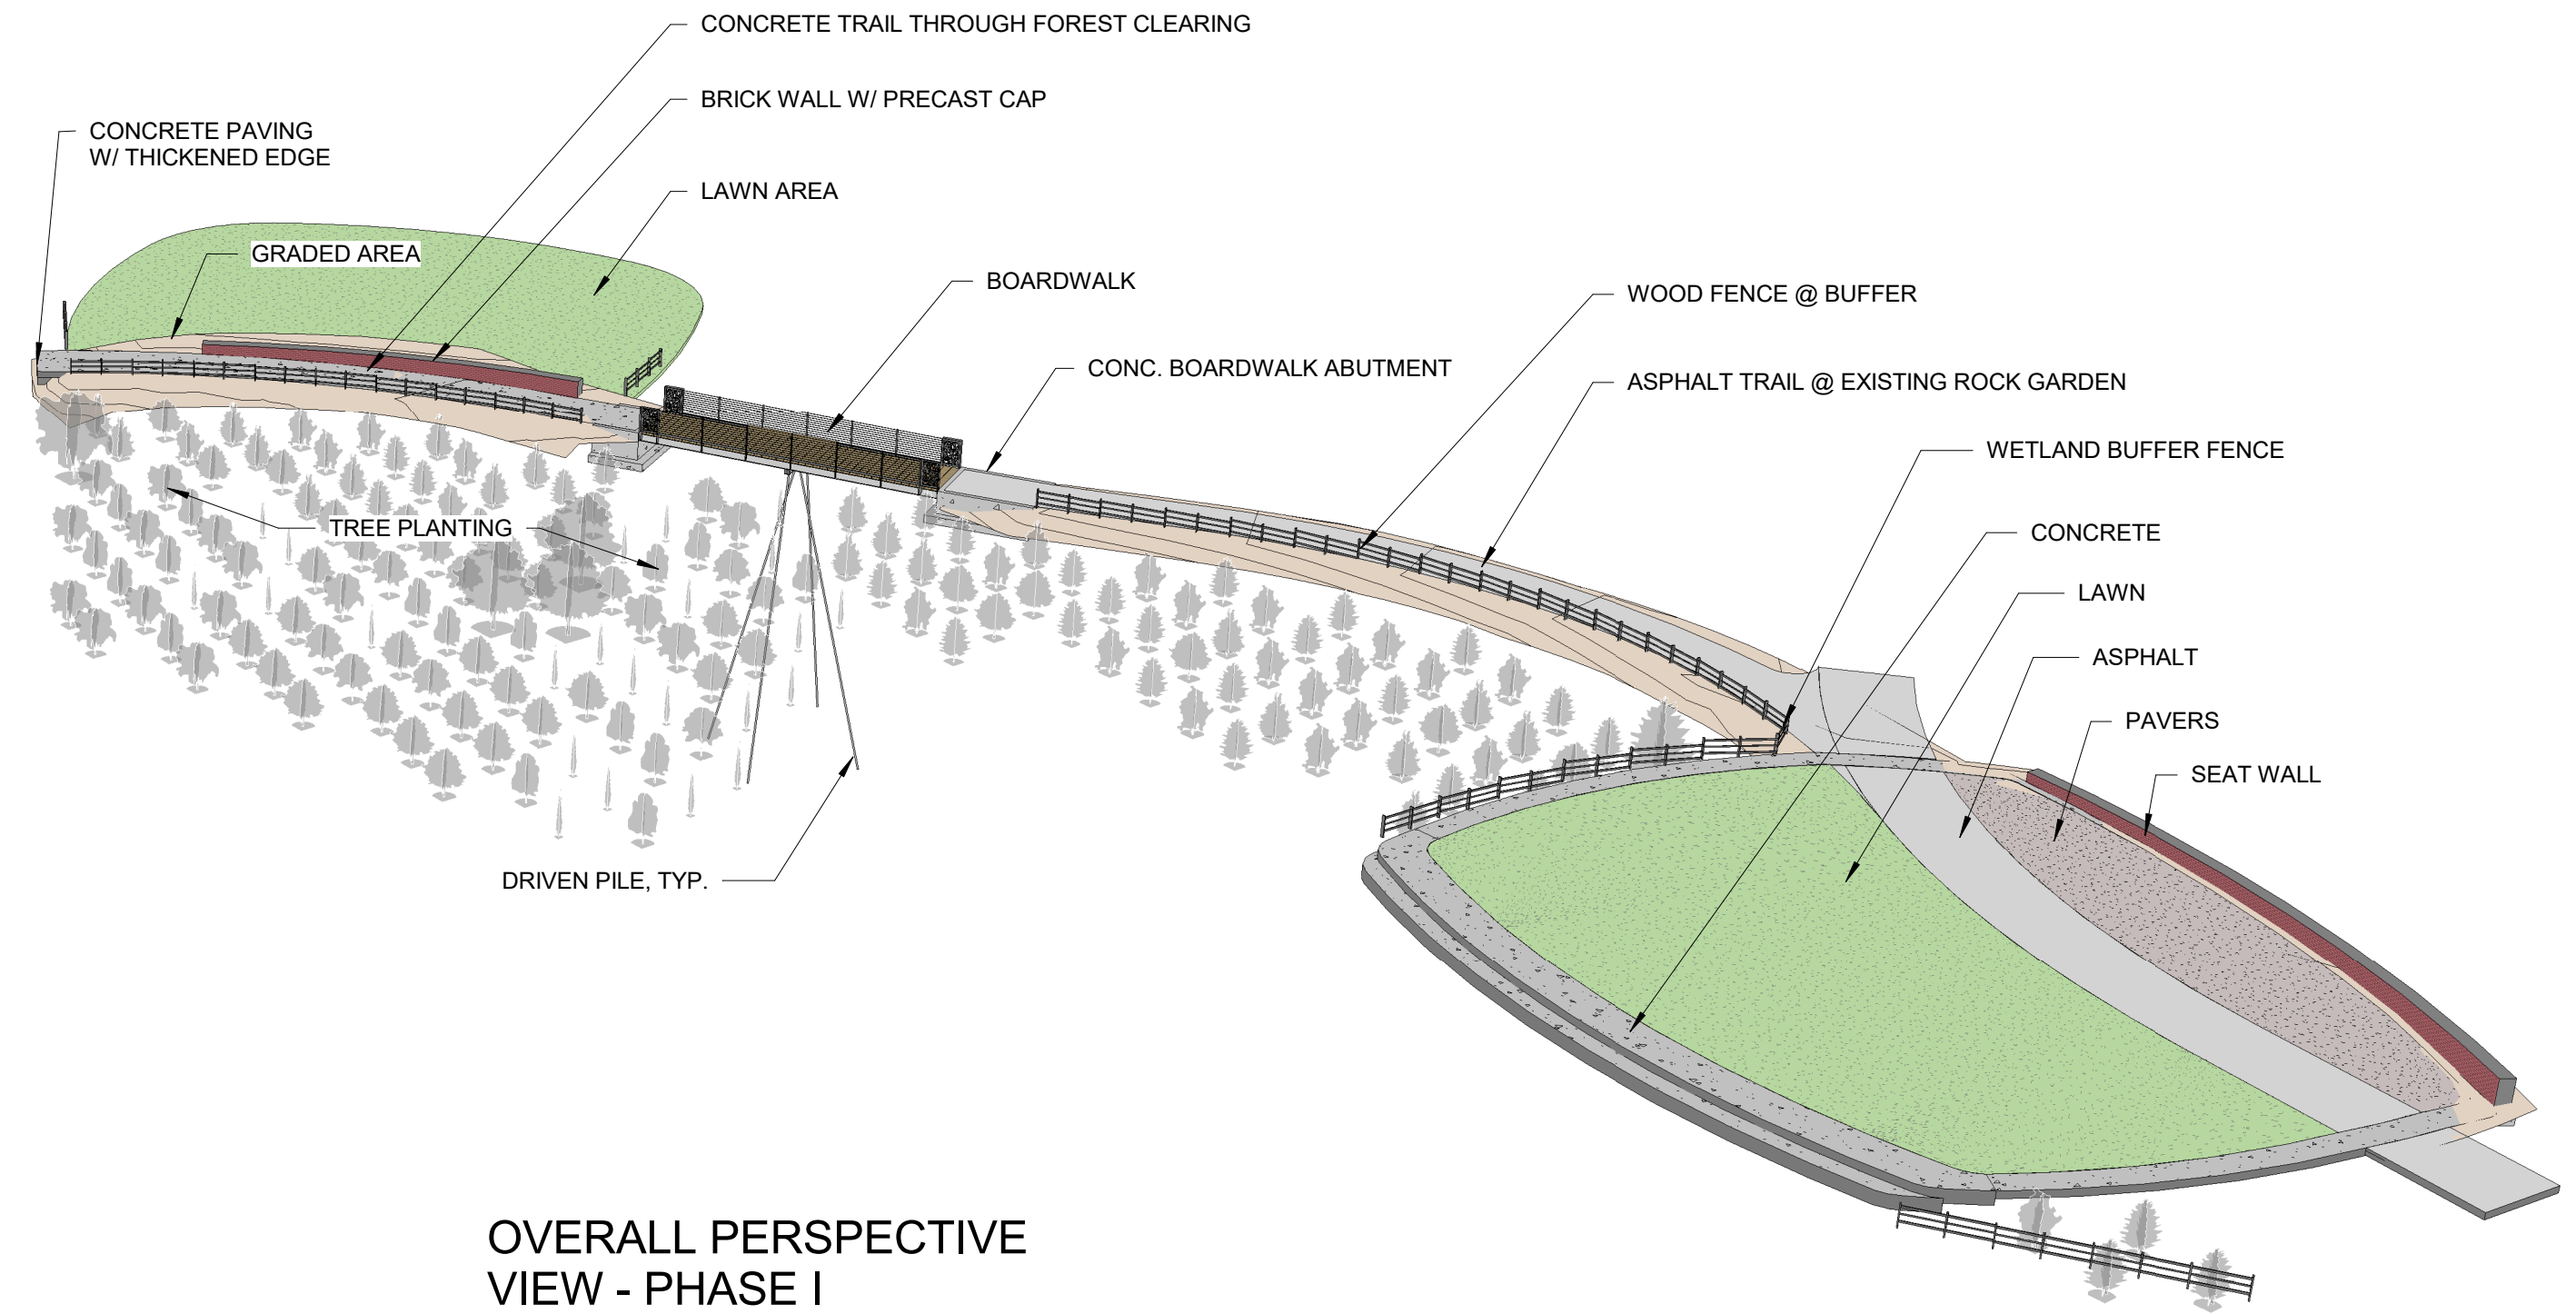 CONCRETE TRAIL THROUGH FOREST CLEARING
BRICK WALL W/ PRECAST CAP
CONCRETE PAVING
W/ THICKENED EDGE
LAWN AREA
GRADED AREA
BOARDWALK
WOOD FENCE @ BUFFER
CONC. BOARDWALK ABUTMENT
ASPHALT TRAIL @ EXISTING ROCK GARDEN
WETLAND BUFFER FENCE
TREE PLANTING
CONCRETE
LAWN
ASPHALT
PAVERS
SEAT WALL
DRIVEN PILE, TYP.
OVERALL PERSPECTIVE
VIEW - PHASE I